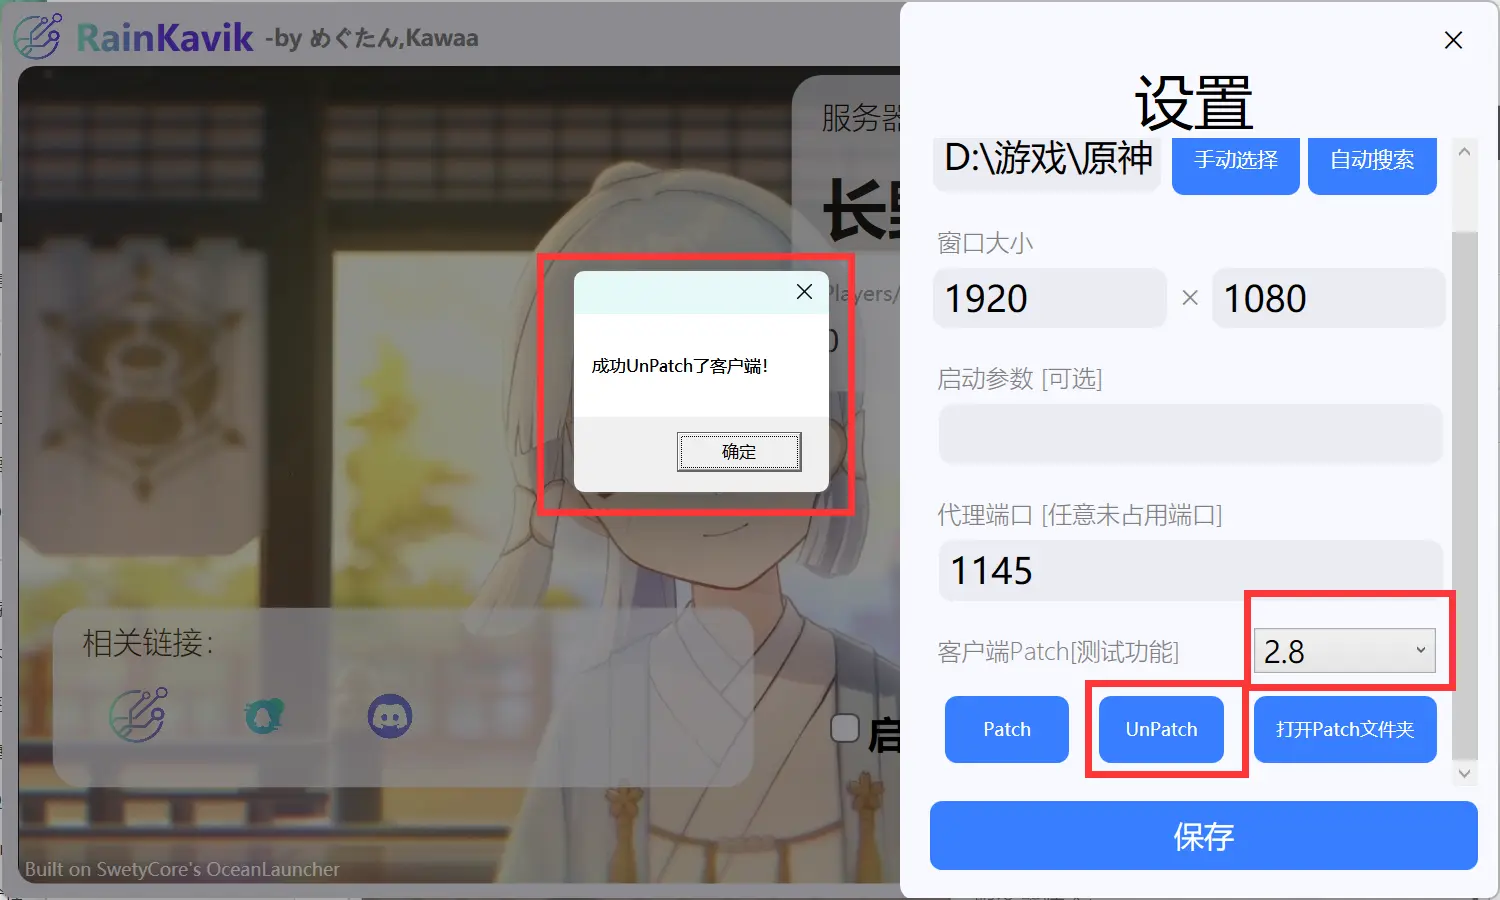 RainKavik -by めぐたん,Kawaa
服务器
Players/
相关链接：
Built on SwetyCore's OceanLauncher
成功UnPatch了客户端！
确定
设置
D:\游戏\原神
手动选择
自动搜索
窗口大小
1920 × 1080
启动参数 [可选]
代理端口 [任意未占用端口]
1145
客户端Patch[测试功能]
2.8
Patch
UnPatch
打开Patch文件夹
保存